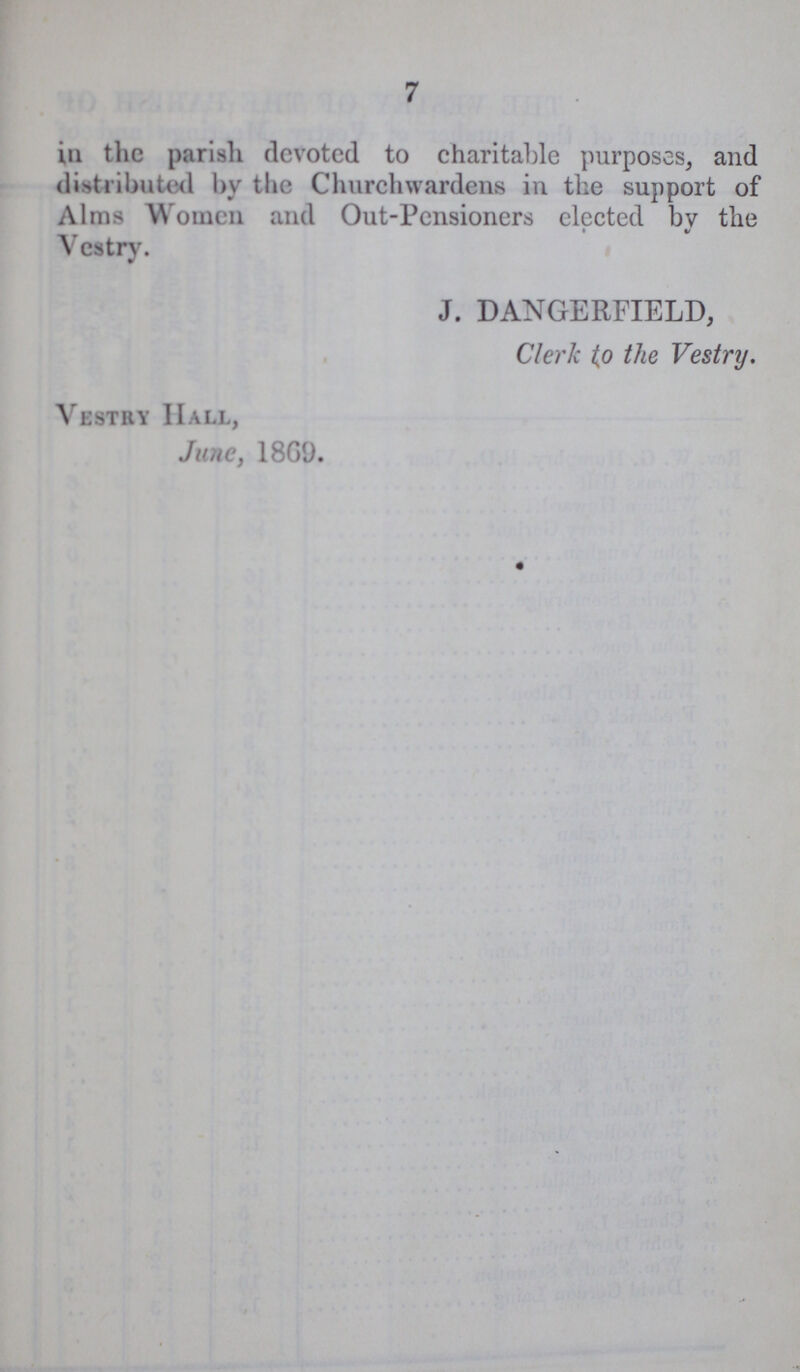 7
in the parish devoted to charitable purposes, and
distributed by the Churchwardens in the support of
Alms Women and Out-Pensioners elected by the
Vestry.
J. DANGERFIELD,
Clerk to the Vestry.
VESTRY HALL,
June, 1869.